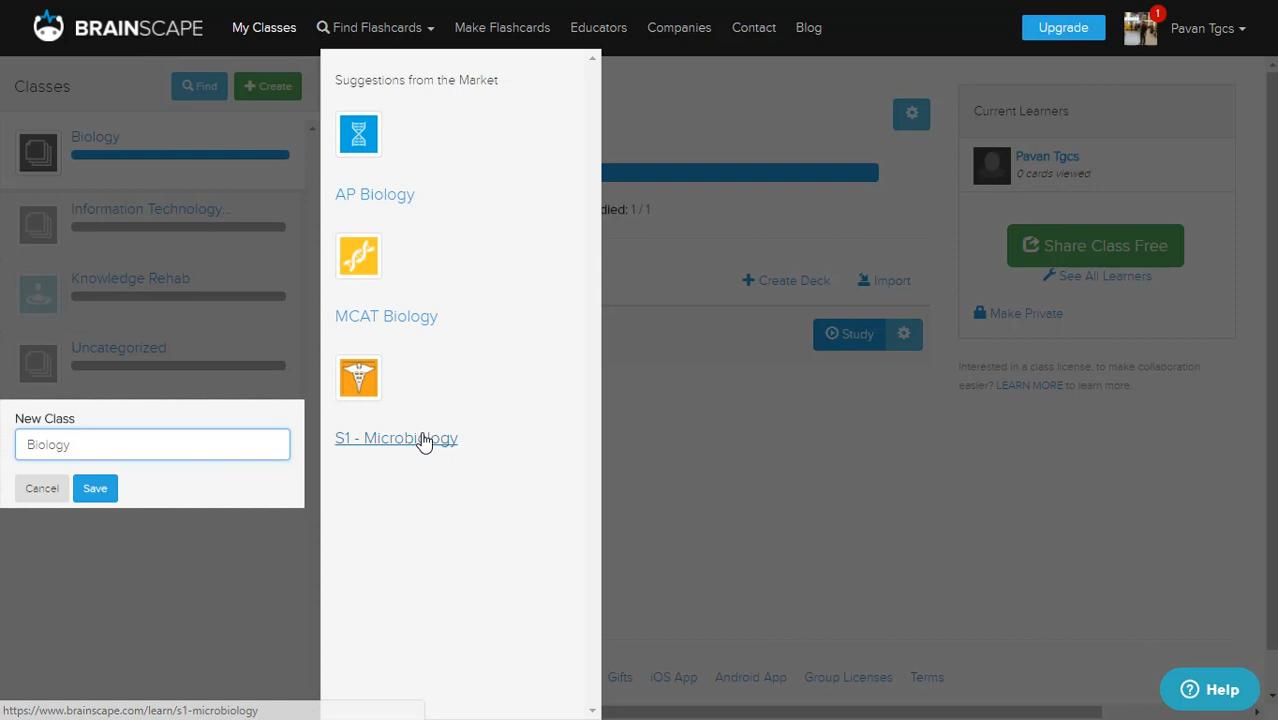 BRAINSCAPE
My Classes
Find Flashcards
Make Flashcards
Educators
Companies
Contact
Blog
Upgrade
1
Pavan Tgcs
Classes
Find
+ Create
Biology
Information Technology...
Knowledge Rehab
Uncategorized
New Class
Biology
Cancel
Save
Suggestions from the Market
AP Biology
MCAT Biology
S1 - Microbiology
died: 1 / 1
+ Create Deck
Import
Study
Current Learners
Pavan Tgcs
0 cards viewed
Share Class Free
See All Learners
Make Private
Interested in a class license, to make collaboration
easier? LEARN MORE to learn more.
Gifts
iOS App
Android App
Group Licenses
Terms
? Help
https://www.brainscape.com/learn/s1-microbiology